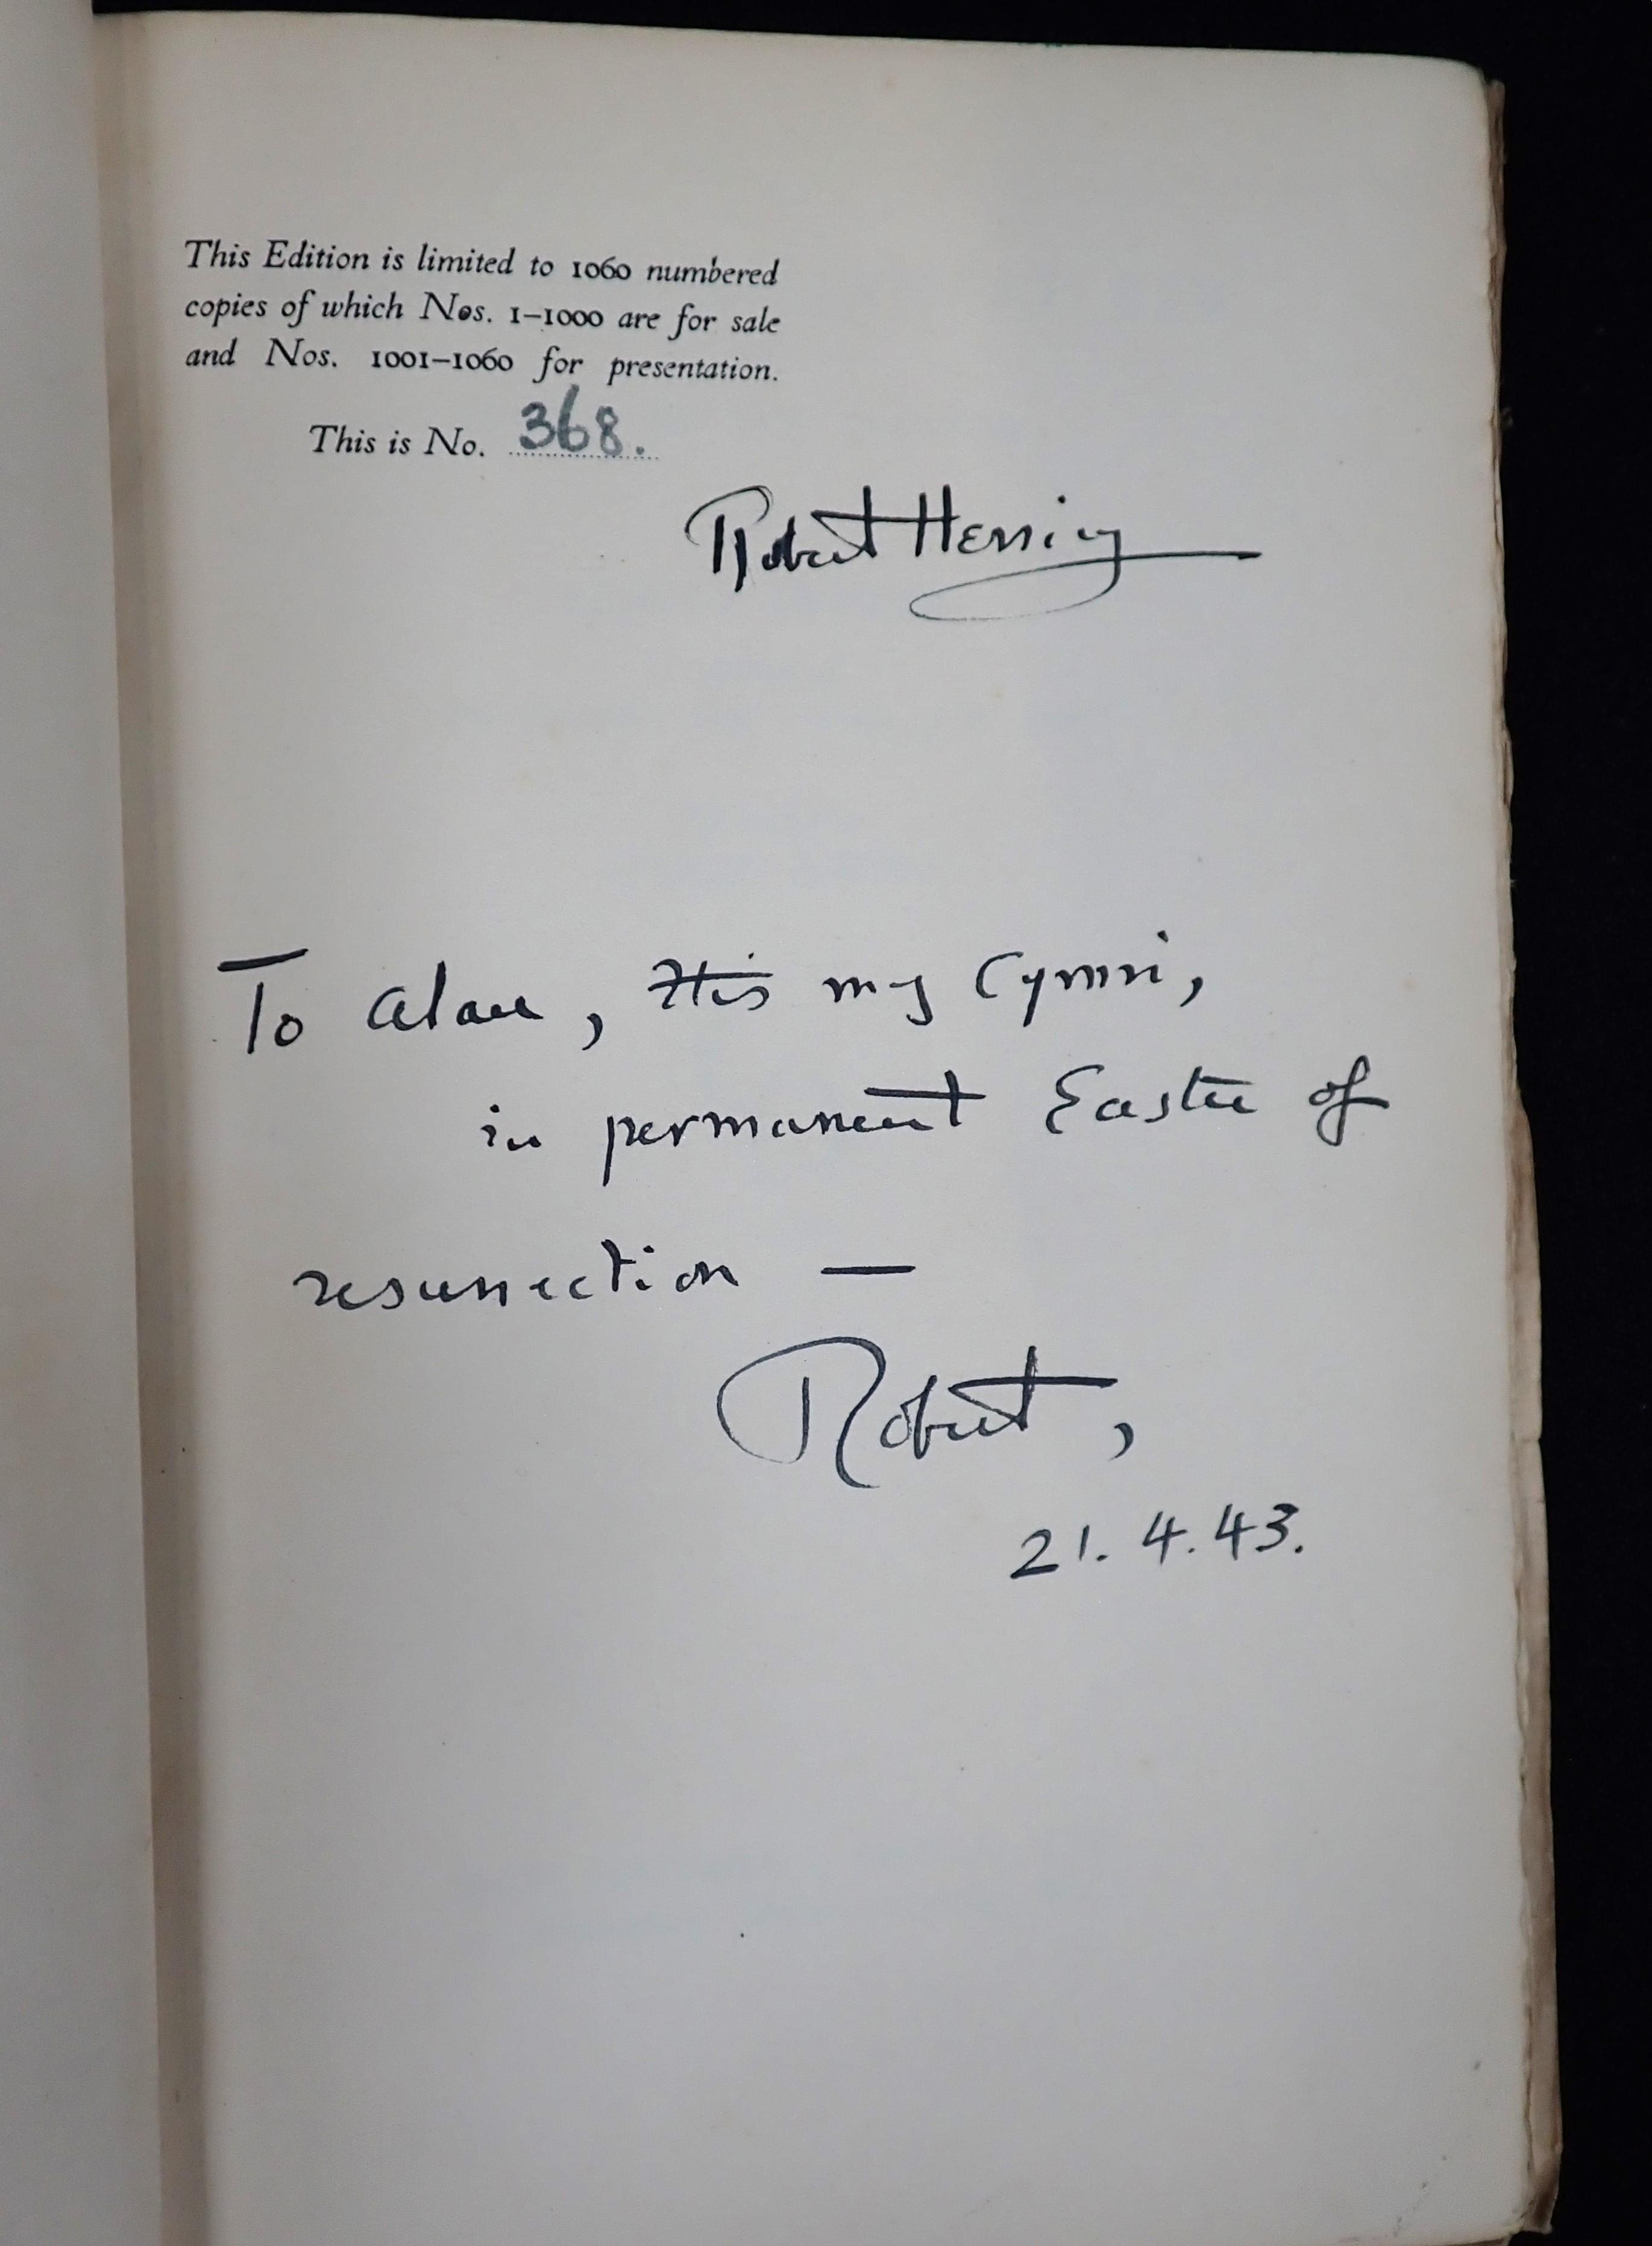 This Edition is limited to 1060 numbered
copies of which Nos. 1–1000 are for sale
and Nos. 1001–1060 for presentation.
This is No. 368.
Robert Herring
To Alan, this my Cymri,
in permanent Easter of
resurrection —
Robert,
21.4.43.